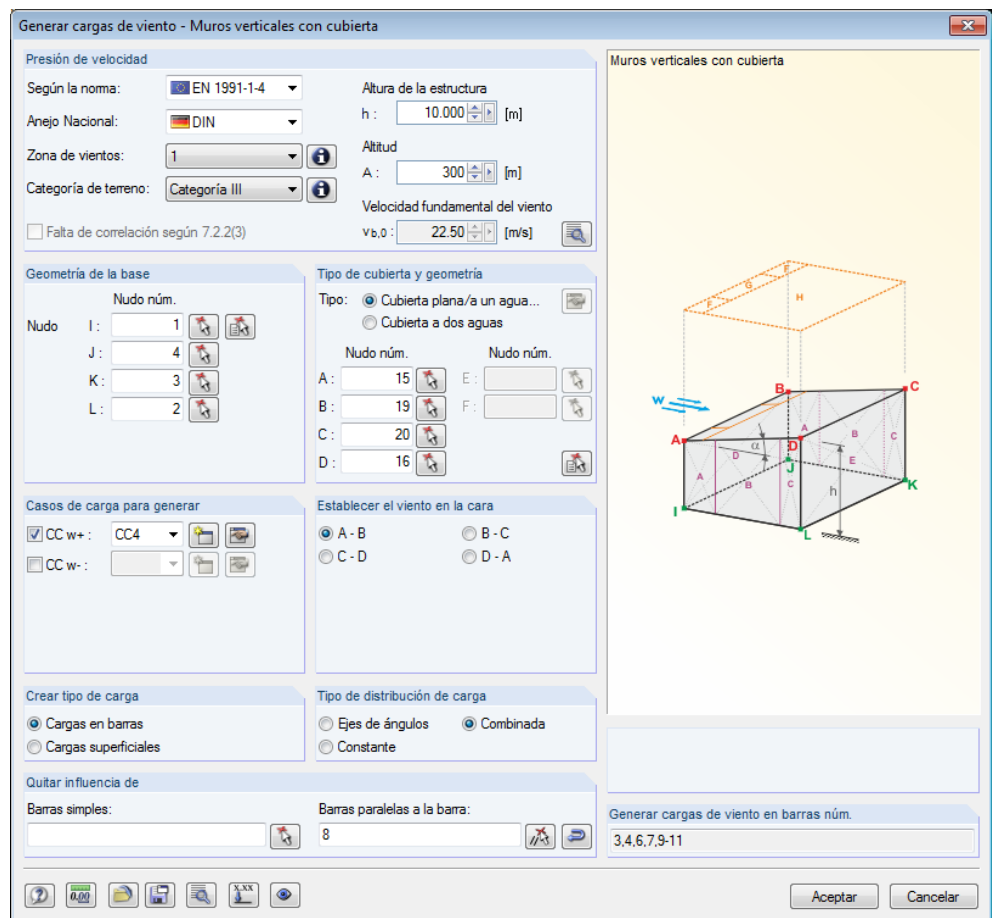 Generar cargas de viento - Muros verticales con cubierta
Presión de velocidad
Según la norma: EN 1991-1-4
Anejo Nacional: DIN
Zona de vientos: 1
Categoría de terreno: Categoría III
Falta de correlación según 7.2.2(3)
Altura de la estructura
h : 10.000 [m]
Altitud
A : 300 [m]
Velocidad fundamental del viento
vb,0 : 22.50 [m/s]
Geometría de la base
Nudo núm.
Nudo I : 1
J : 4
K : 3
L : 2
Tipo de cubierta y geometría
Tipo: Cubierta plana/a un agua...
Cubierta a dos aguas
Nudo núm. Nudo núm.
A : 15 E :
B : 19 F :
C : 20
D : 16
Casos de carga para generar
CC w+ : CC4
CC w- :
Establecer el viento en la cara
A - B B - C
C - D D - A
Crear tipo de carga
Cargas en barras
Cargas superficiales
Tipo de distribución de carga
Ejes de ángulos Combinada
Constante
Quitar influencia de
Barras simples:
Barras paralelas a la barra:
8
Muros verticales con cubierta
F
G
F H
B C
w
A A B C
α D
D E
J
A B C h K
I
L
Generar cargas de viento en barras núm.
3,4,6,7,9-11
0,00 x.xx
Aceptar Cancelar